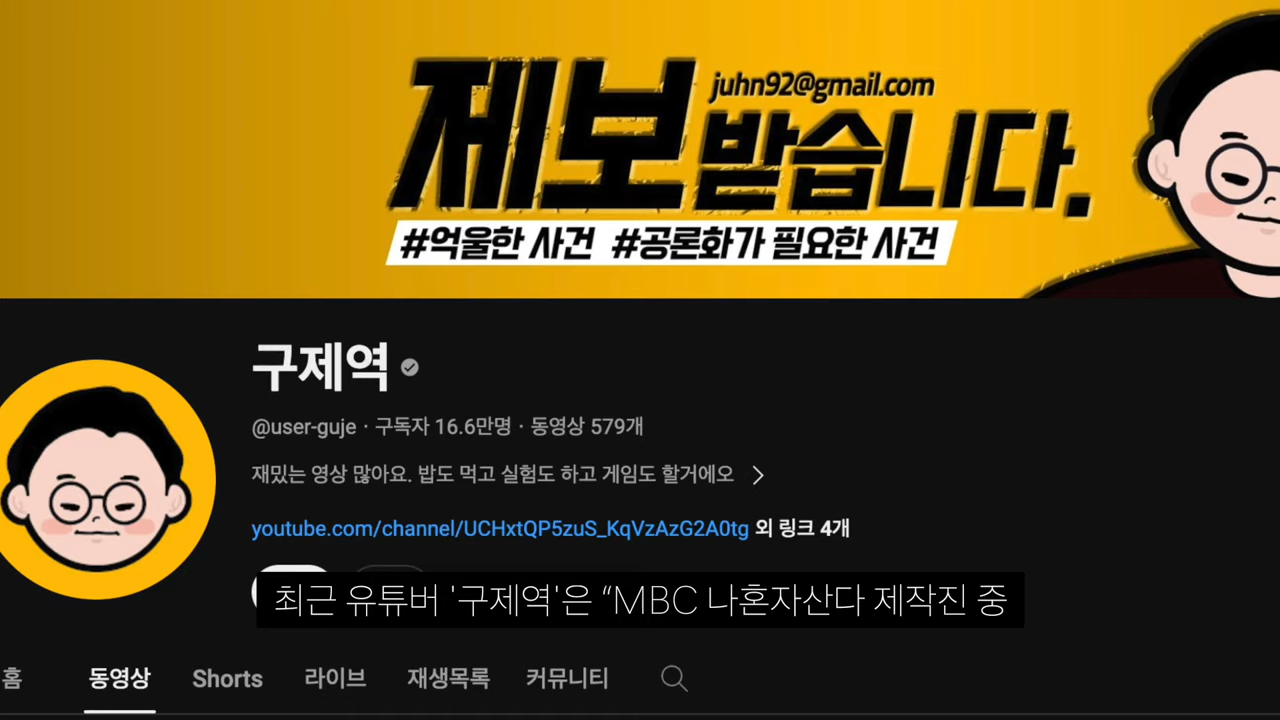 제보 받습니다.
juhn92@gmail.com
#억울한 사건 #공론화가 필요한 사건
구제역
@user-guje · 구독자 16.6만명 · 동영상 579개
재밌는 영상 많아요. 밥도 먹고 실험도 하고 게임도 할거에오
youtube.com/channel/UCHxtQP5zuS_KqVzAzG2A0tg 외 링크 4개
최근 유튜버 '구제역'은 “MBC 나혼자산다 제작진 중
홈 동영상 Shorts 라이브 재생목록 커뮤니티